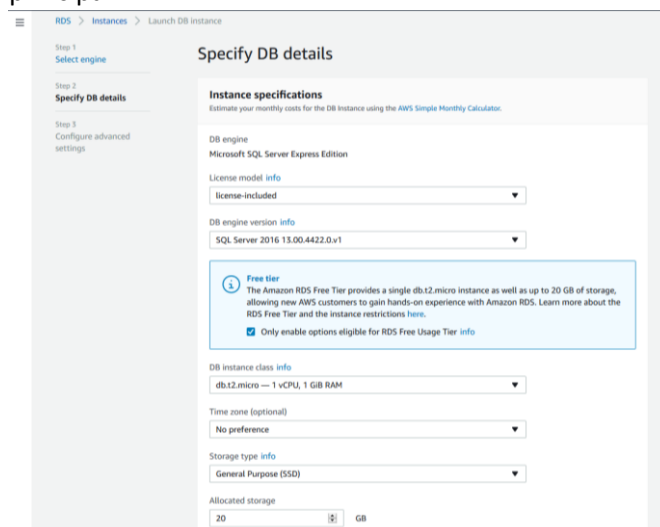 RDS > Instances > Launch DB instance
Step 1
Select engine
Step 2
Specify DB details
Step 3
Configure advanced
settings
Specify DB details
Instance specifications
Estimate your monthly costs for the DB Instance using the AWS Simple Monthly Calculator.
DB engine
Microsoft SQL Server Express Edition
License model info
license-included
DB engine version info
SQL Server 2016 13.00.4422.0.v1
Free tier
The Amazon RDS Free Tier provides a single db.t2.micro instance as well as up to 20 GB of storage,
allowing new AWS customers to gain hands-on experience with Amazon RDS. Learn more about the
RDS Free Tier and the instance restrictions here.
Only enable options eligible for RDS Free Usage Tier info
DB instance class info
db.t2.micro — 1 vCPU, 1 GiB RAM
Time zone (optional)
No preference
Storage type info
General Purpose (SSD)
Allocated storage
20 GB